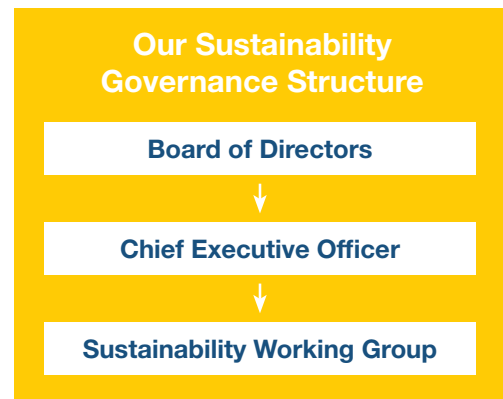 Our Sustainability
Governance Structure
Board of Directors
Chief Executive Officer
Sustainability Working Group